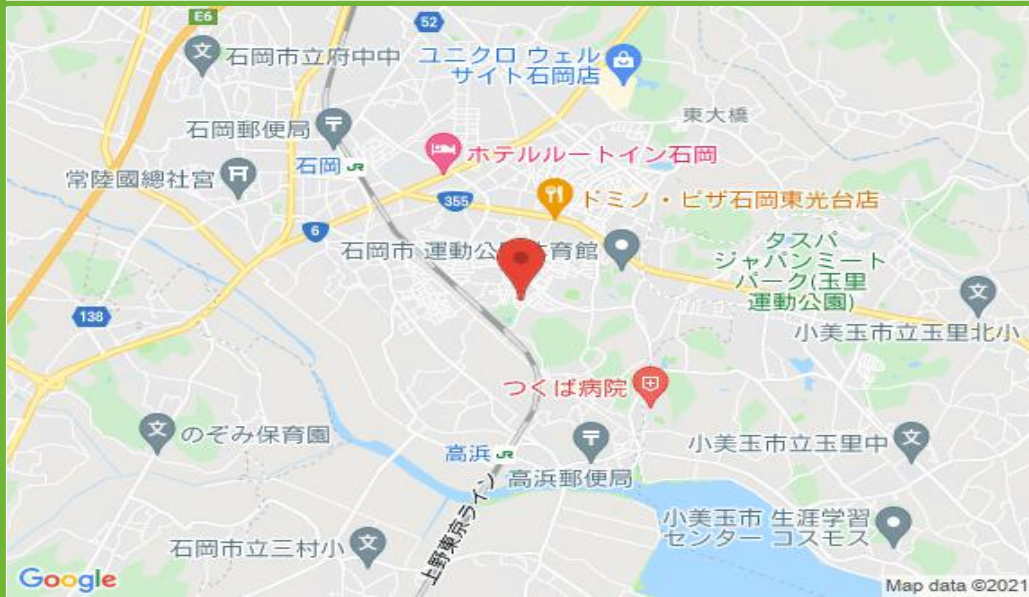 E6
52
石岡市立府中中
ユニクロ ウェル
サイト石岡店
東大橋
石岡郵便局
石岡 JR
ホテルルートイン石岡
常陸國總社宮
355
ドミノ・ピザ石岡東光台店
6
石岡市 運動公
体育館
タスパ
ジャパンミート
パーク(玉里
運動公園)
138
小美玉市立玉里北小
つくば病院
のぞみ保育園
高浜 JR
高浜郵便局
小美玉市立玉里中
上野東京ライン
小美玉市 生涯学習
センター コスモス
石岡市立三村小
Google
Map data ©2021